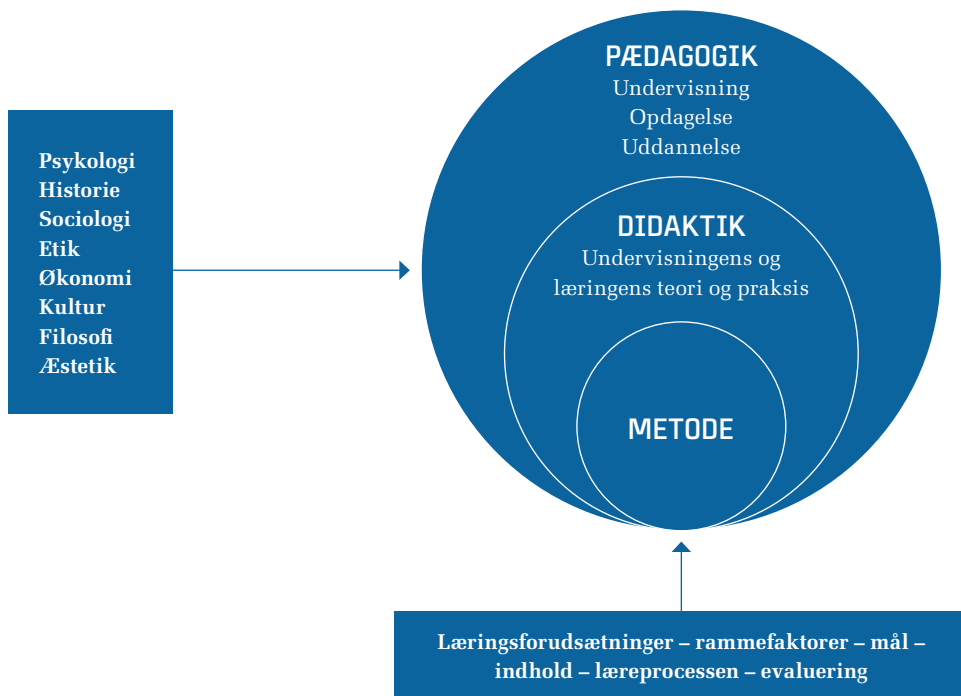 PÆDAGOGIK
Undervisning
Opdagelse
Uddannelse
Psykologi
Historie
Sociologi
Etik
Økonomi
Kultur
Filosofi
Æstetik
DIDAKTIK
Undervisningens og
læringens teori og praksis
METODE
Læringsforudsætninger – rammefaktorer – mål –
indhold – læreprocessen – evaluering